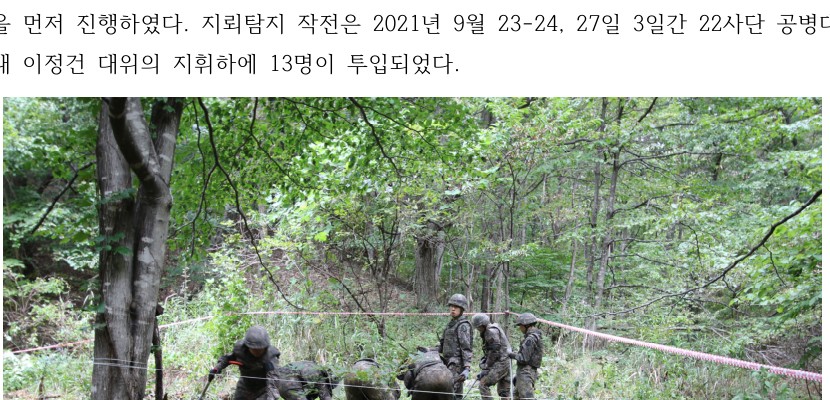 을 먼저 진행하였다. 지뢰탐지 작전은 2021년 9월 23-24, 27일 3일간 22사단 공병대
대 이정건 대위의 지휘하에 13명이 투입되었다.